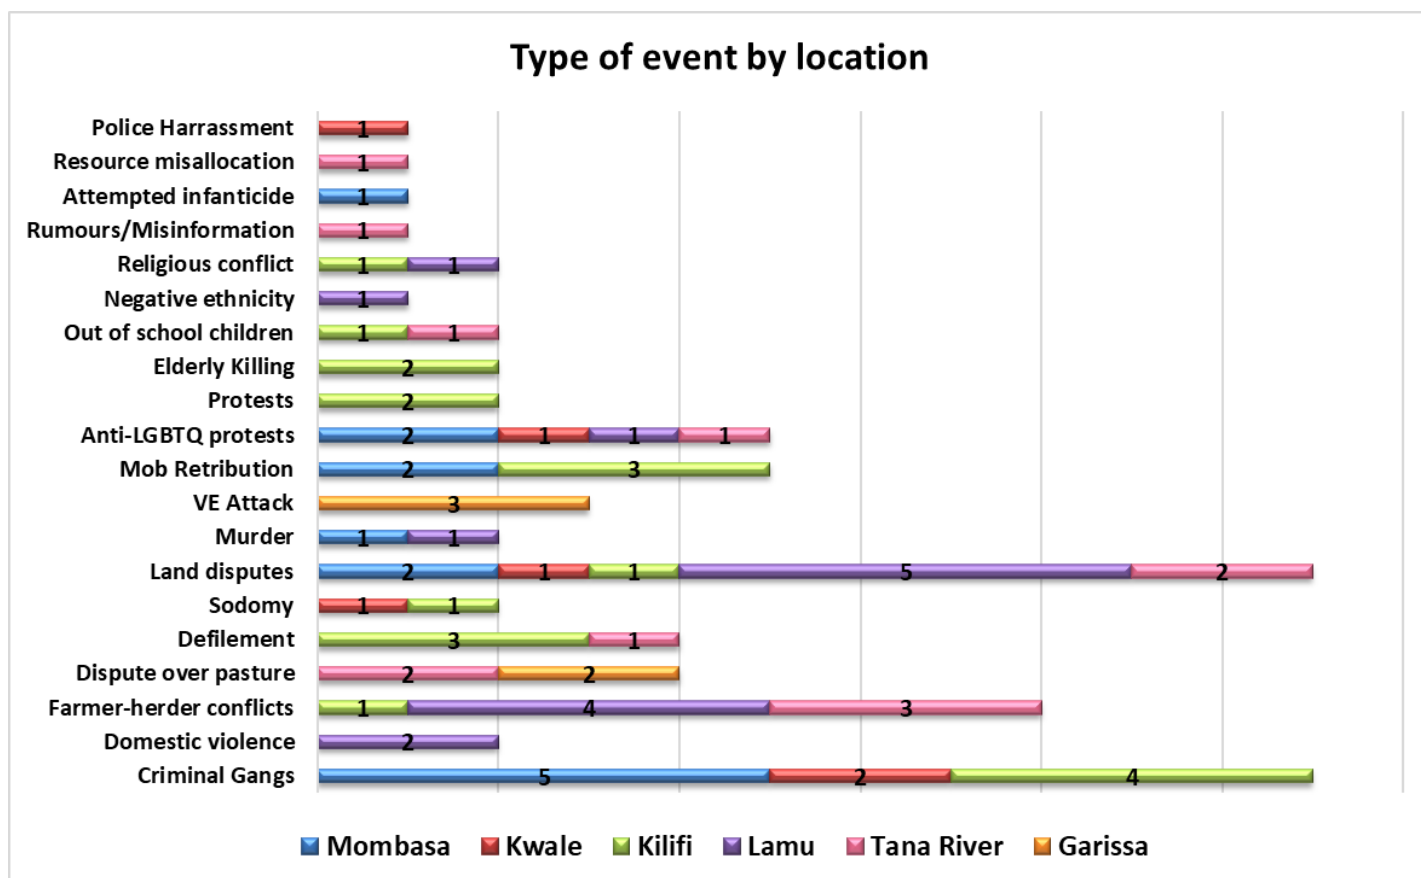 Type of event by location
Police Harrassment
1
Resource misallocation
1
Attempted infanticide
1
Rumours/Misinformation
1
Religious conflict
1 1
Negative ethnicity
1
Out of school children
1 1
Elderly Killing
2
Protests
2
Anti-LGBTQ protests
2 1 1 1
Mob Retribution
2 3
VE Attack
3
Murder
1 1
Land disputes
2 1 1 5 2
Sodomy
1 1
Defilement
3 1
Dispute over pasture
2 2
Farmer-herder conflicts
1 4 3
Domestic violence
2
Criminal Gangs
5 2 4
Mombasa Kwale Kilifi Lamu Tana River Garissa